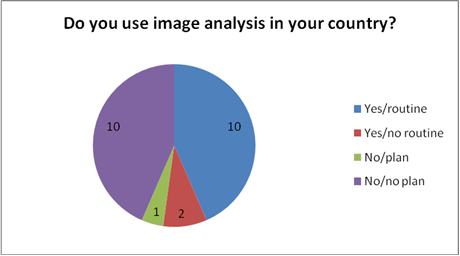 Do you use image analysis in your country?
10
10
1
2
Yes/routine
Yes/no routine
No/plan
No/no plan